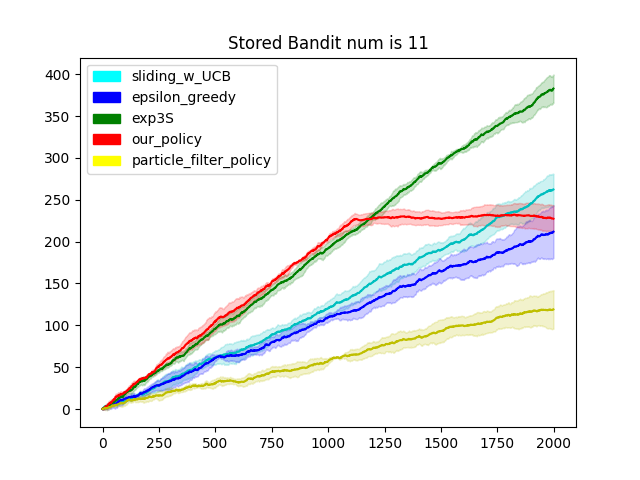 Stored Bandit num is 11
sliding_w_UCB
epsilon_greedy
exp3S
our_policy
particle_filter_policy
400
350
300
250
200
150
100
50
0
0 250 500 750 1000 1250 1500 1750 2000